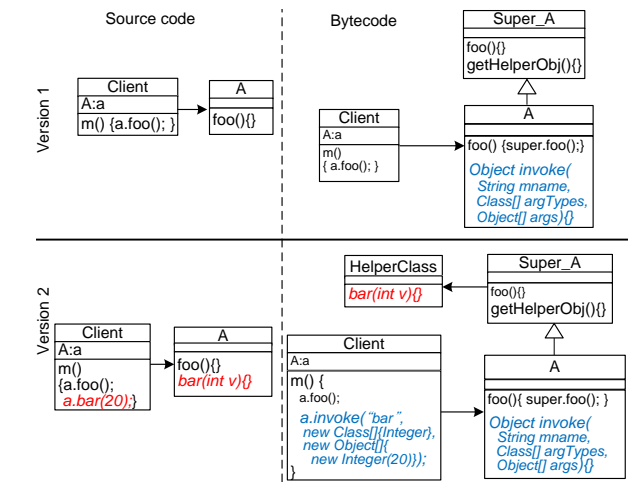 Source code
Bytecode
Version 1
Client
A:a
m() {a.foo(); }
A
foo(){}
Super_A
foo(){}
getHelperObj(){}
Client
A:a
m()
{ a.foo(); }
A
foo() {super.foo();}
Object invoke(
String mname,
Class[] argTypes,
Object[] args){}
Version 2
Client
A:a
m()
{a.foo();
a.bar(20);}
A
foo(){}
bar(int v){}
HelperClass
bar(int v){}
Super_A
foo(){}
getHelperObj(){}
Client
A:a
m() {
a.foo();
a.invoke(“bar”,
new Class[]{Integer},
new Object[]{
new Integer(20)});
}
A
foo(){ super.foo(); }
Object invoke(
String mname,
Class[] argTypes,
Object[] args){}